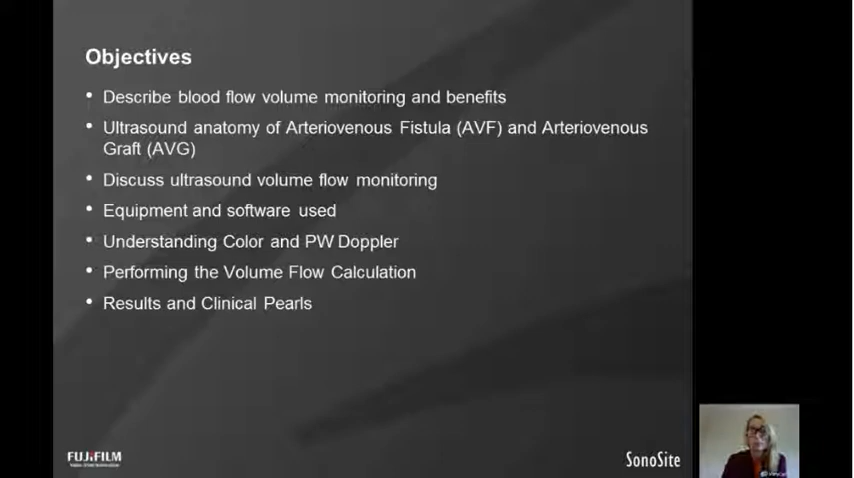 Objectives
• Describe blood flow volume monitoring and benefits
• Ultrasound anatomy of Arteriovenous Fistula (AVF) and Arteriovenous
Graft (AVG)
• Discuss ultrasound volume flow monitoring
• Equipment and software used
• Understanding Color and PW Doppler
• Performing the Volume Flow Calculation
• Results and Clinical Pearls
FUJIFILM
SonoSite